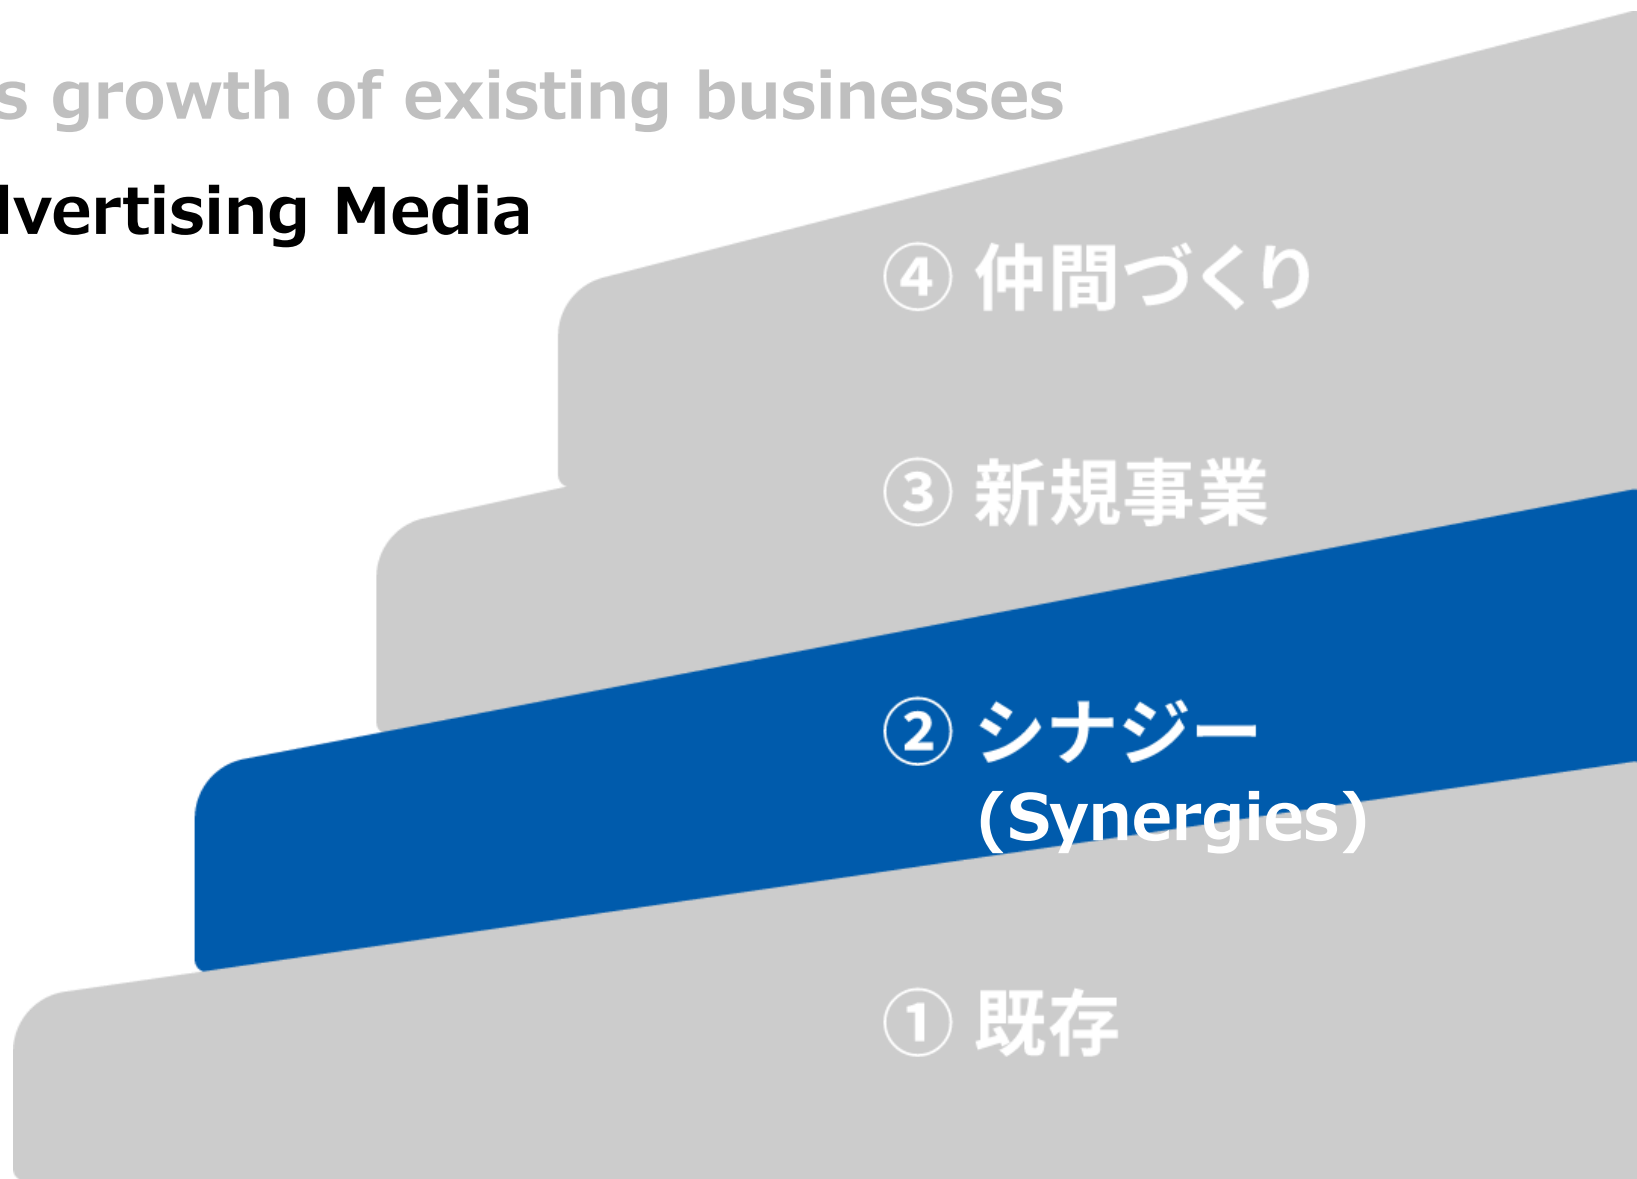 s growth of existing businesses
vertising Media
④ 仲間づくり
③ 新規事業
② シナジー
(Synergies)
① 既存